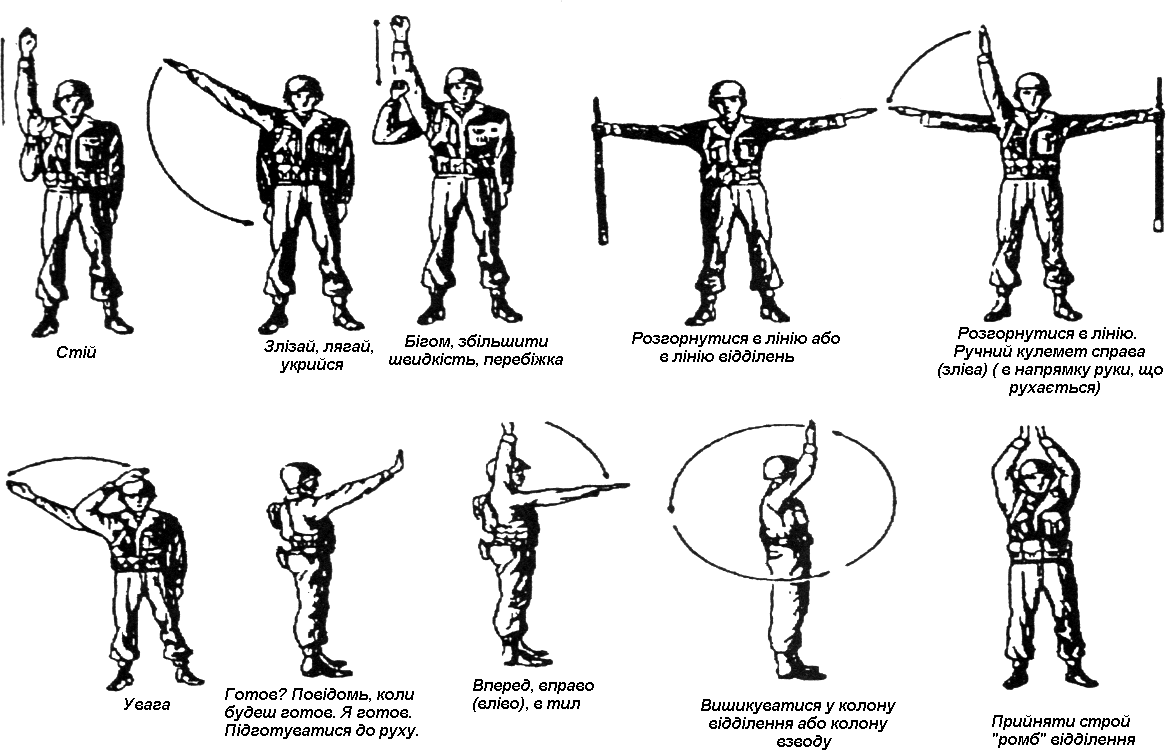 Стій
Злізай, лягай,
укрийся
Бігом, збільшити
швидкість, перебіжка
Розгорнутися в лінію або
в лінію відділень
Розгорнутися в лінію.
Ручний кулемет справа
(зліва) ( в напрямку руки, що
рухається)
Увага
Готов? Повідомь, коли
будеш готов. Я готов.
Підготуватися до руху.
Вперед, вправо
(вліво), в тил
Вишикуватися у колону
відділення або колону
взводу
Прийняти строй
"ромб" відділення